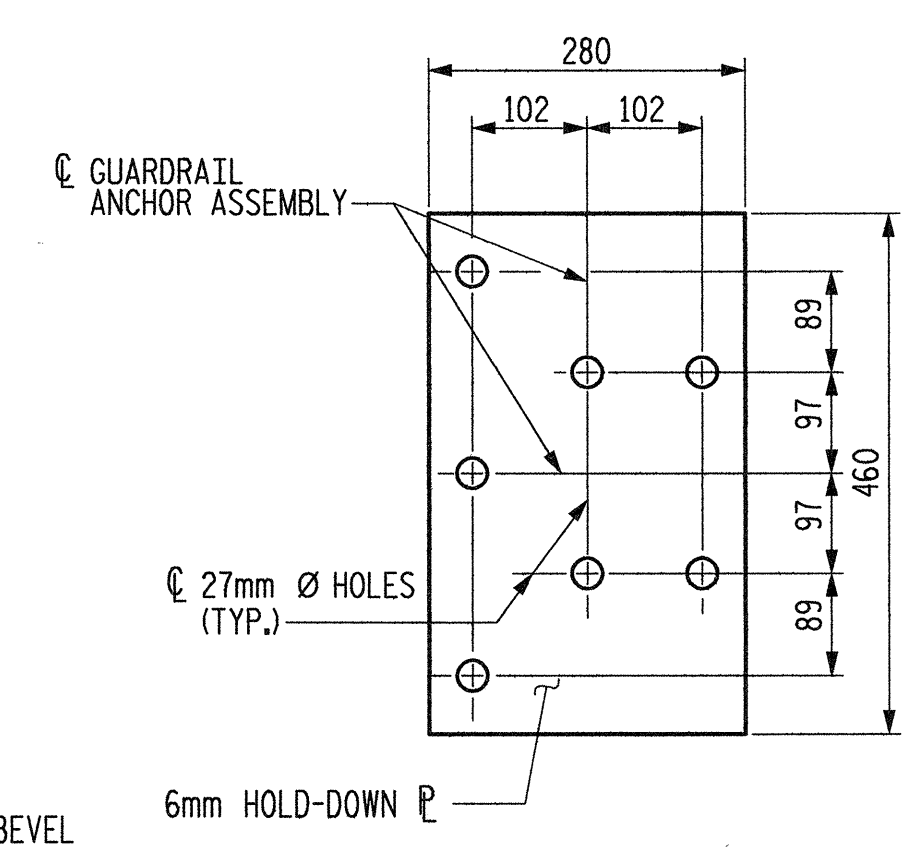 280
102 102
℄ GUARDRAIL
ANCHOR ASSEMBLY
89
97
460
97
℄ 27mm Ø HOLES
(TYP.)
89
6mm HOLD-DOWN ⅊
BEVEL